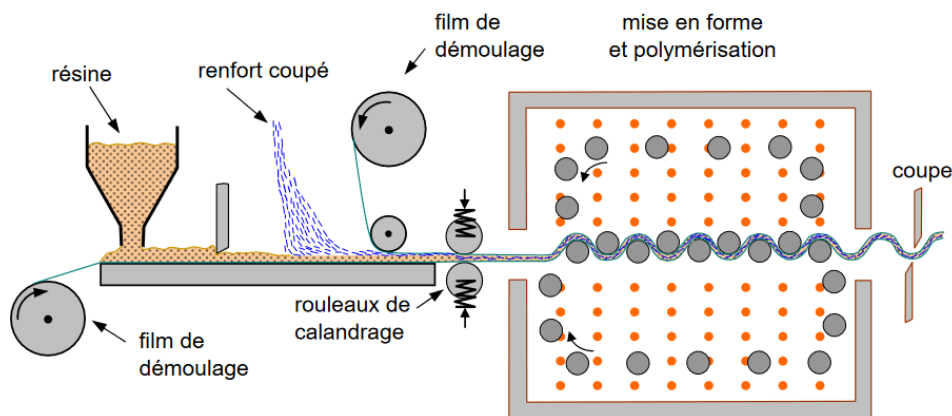 film de
démoulage
mise en forme
et polymérisation
résine
renfort coupé
coupe
rouleaux de
calandrage
film de
démoulage